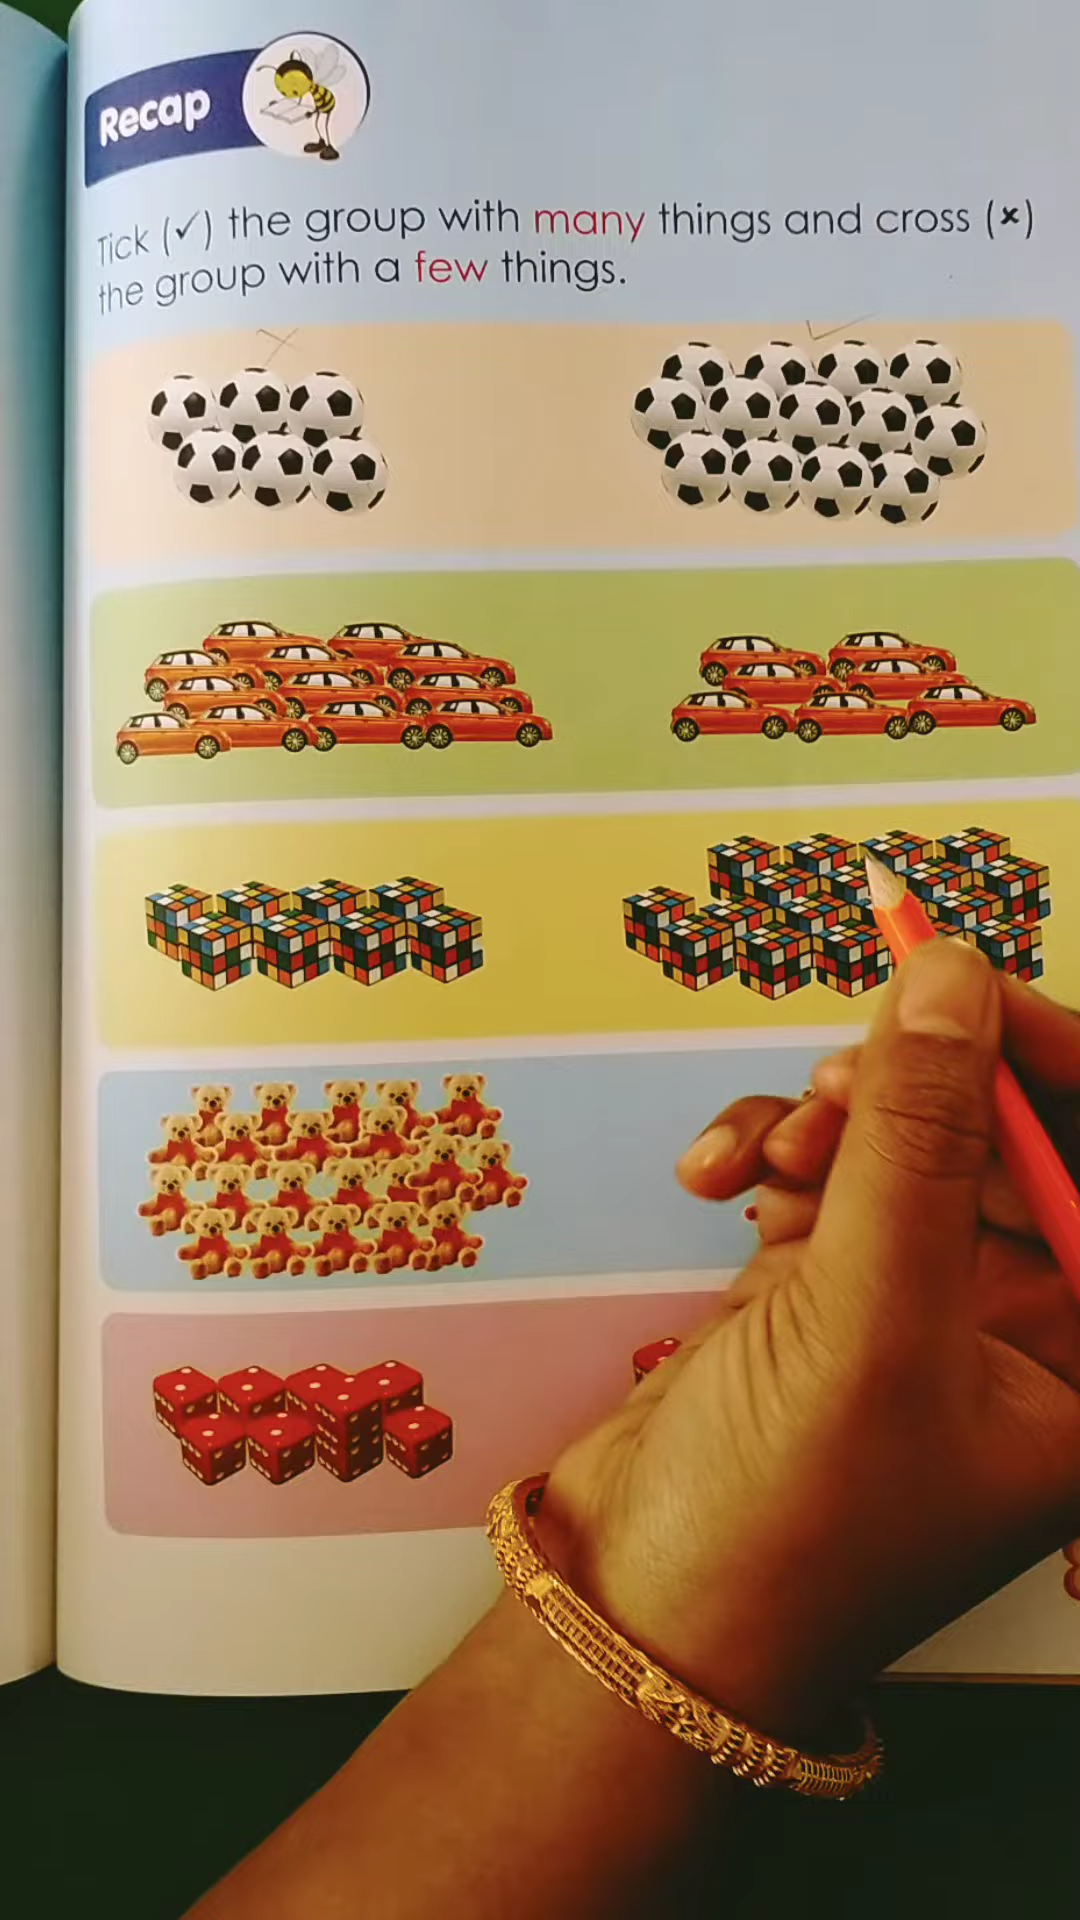 Recap
Tick (✓) the group with many things and cross (×)
the group with a few things.